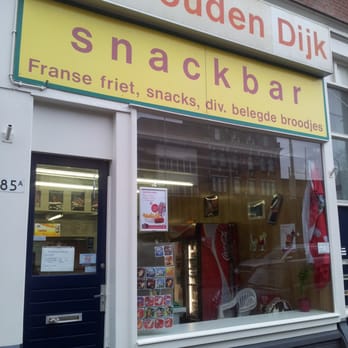 ouden Dijk
snackbar
Franse friet, snacks, div. belegde broodjes
85A